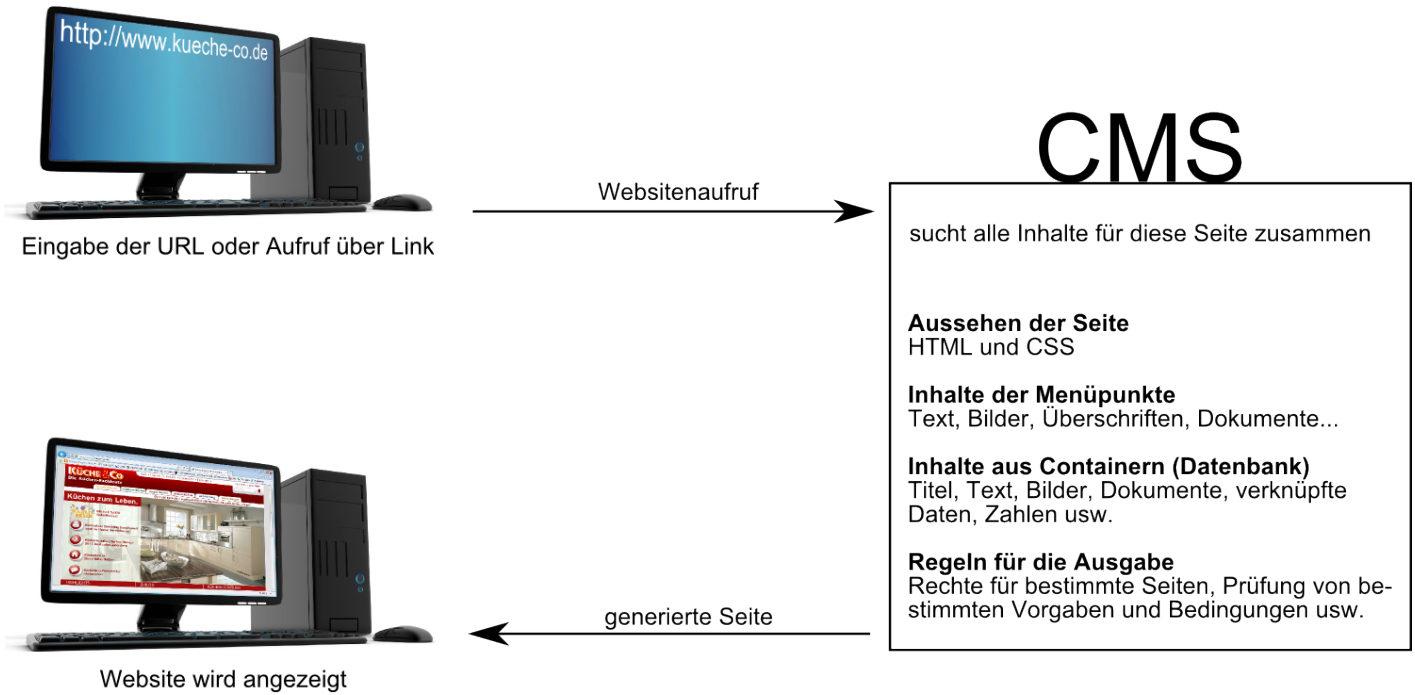 http://www.kueche-co.de
Eingabe der URL oder Aufruf über Link
Websitenaufruf
CMS
sucht alle Inhalte für diese Seite zusammen
Aussehen der Seite
HTML und CSS
Inhalte der Menüpunkte
Text, Bilder, Überschriften, Dokumente...
Inhalte aus Containern (Datenbank)
Titel, Text, Bilder, Dokumente, verknüpfte
Daten, Zahlen usw.
Regeln für die Ausgabe
Rechte für bestimmte Seiten, Prüfung von be-
stimmten Vorgaben und Bedingungen usw.
generierte Seite
KÜCHE & CO
Küchen zum Leben.
Website wird angezeigt